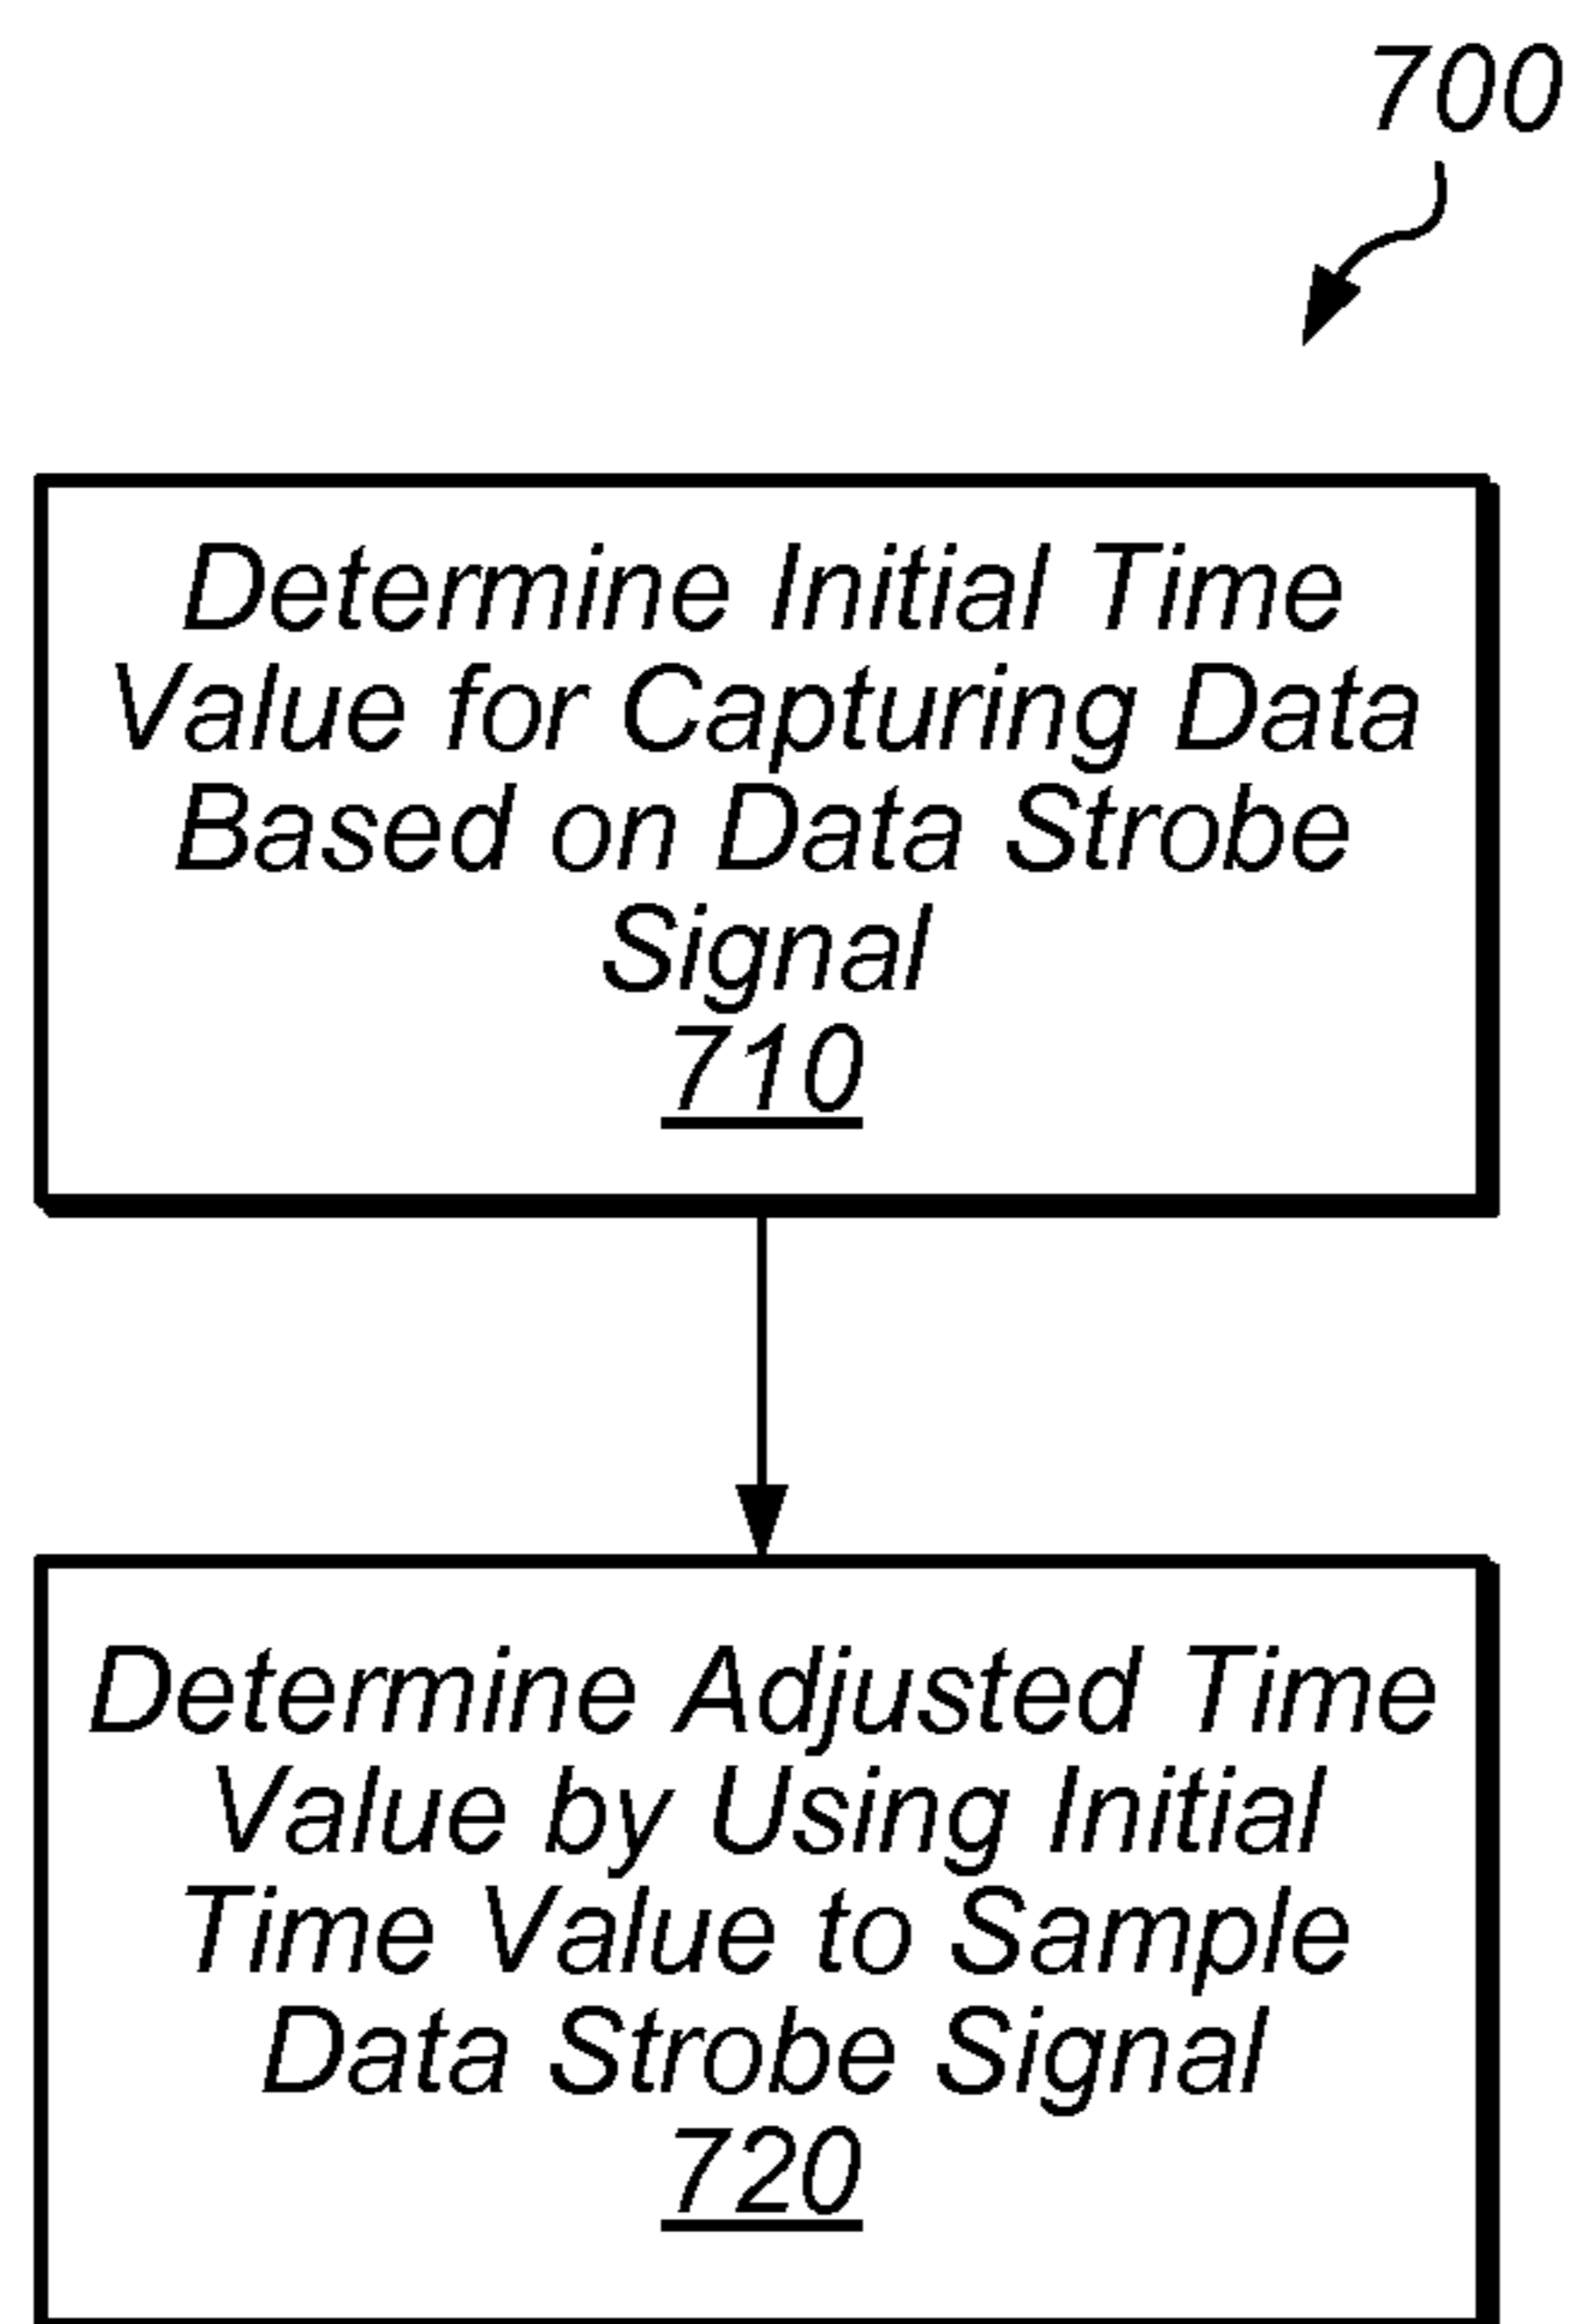 700
Determine Initial Time
Value for Capturing Data
Based on Data Strobe
Signal
710
Determine Adjusted Time
Value by Using Initial
Time Value to Sample
Data Strobe Signal
720